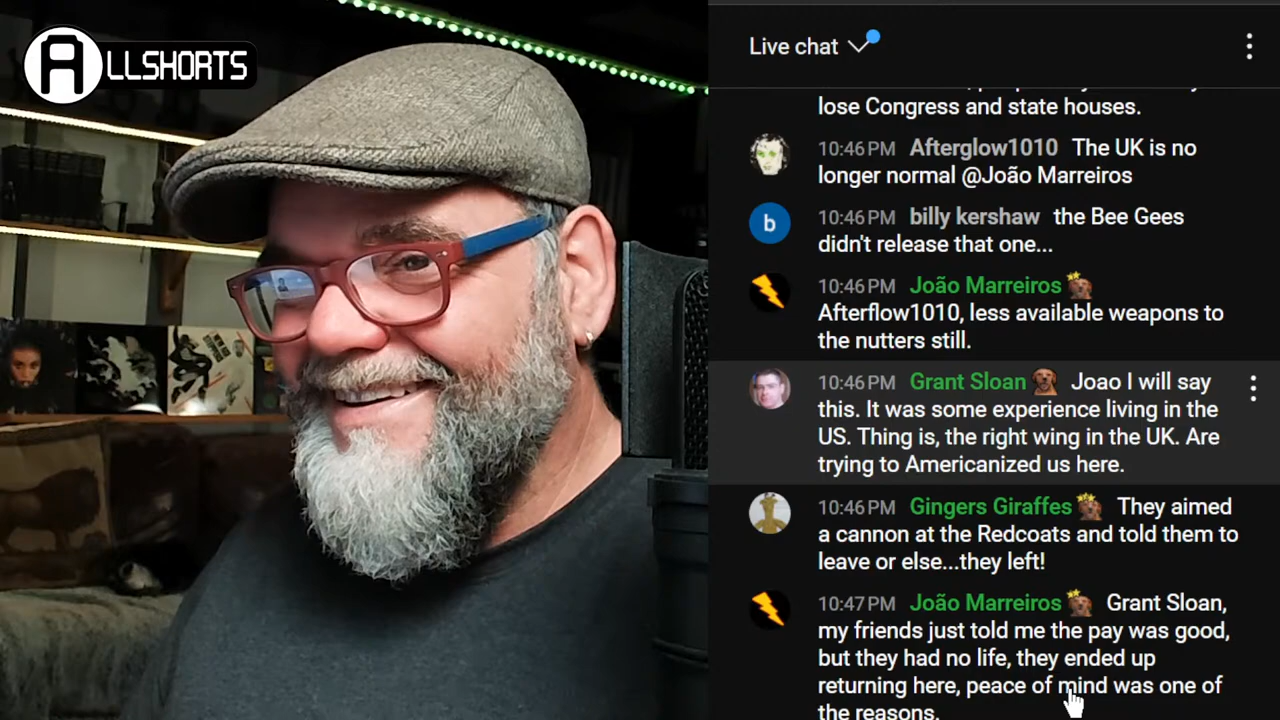 ALLSHORTS
Live chat
lose Congress and state houses.
10:46 PM Afterglow1010 The UK is no
longer normal @João Marreiros
b
10:46 PM billy kershaw the Bee Gees
didn't release that one...
10:46 PM João Marreiros
Afterflow1010, less available weapons to
the nutters still.
10:46 PM Grant Sloan Joao I will say
this. It was some experience living in the
US. Thing is, the right wing in the UK. Are
trying to Americanized us here.
10:46 PM Gingers Giraffes They aimed
a cannon at the Redcoats and told them to
leave or else...they left!
10:47 PM João Marreiros Grant Sloan,
my friends just told me the pay was good,
but they had no life, they ended up
returning here, peace of mind was one of
the reasons.